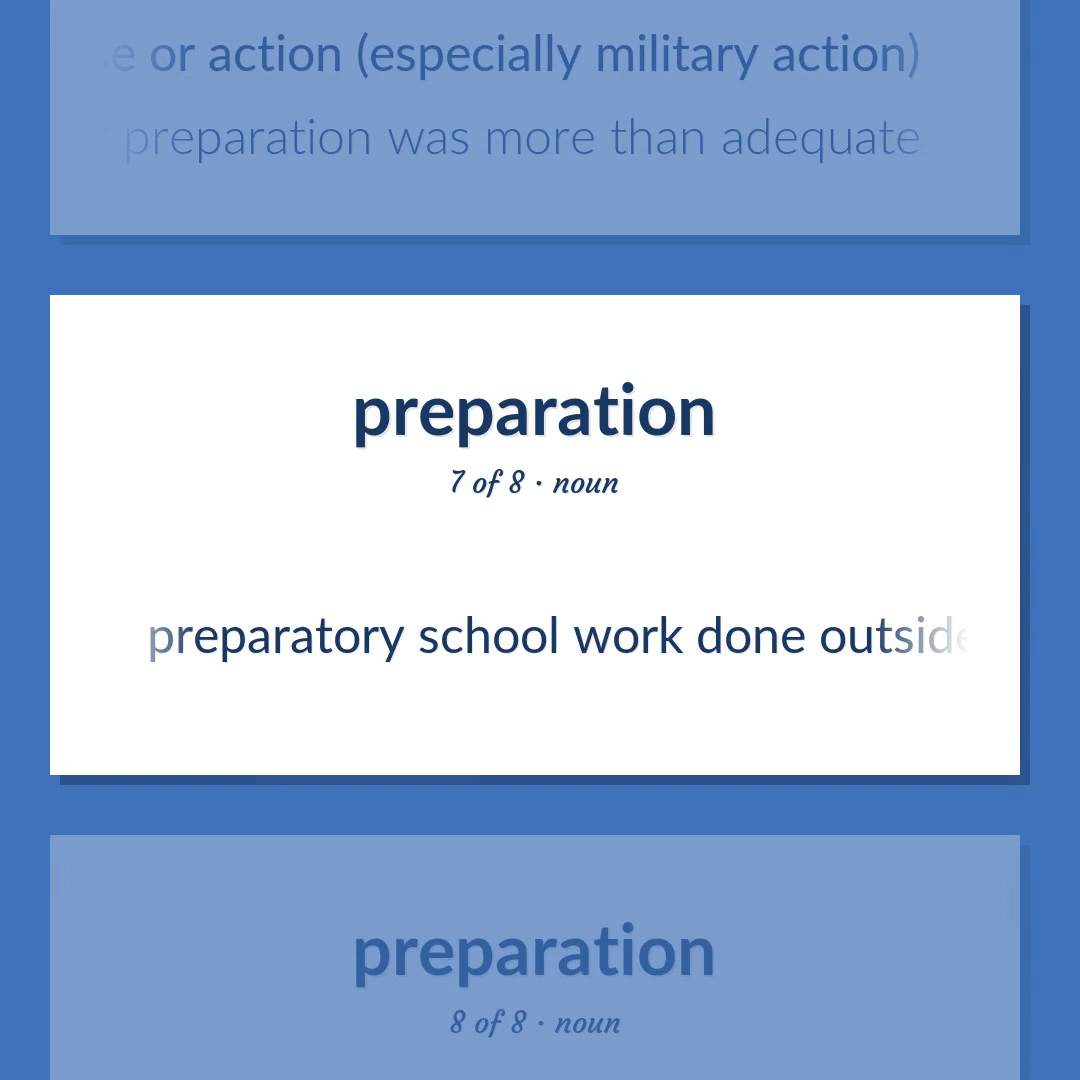 or action (especially military action)
preparation was more than adequate
preparation
7 of 8 · noun
preparatory school work done outside
preparation
8 of 8 · noun